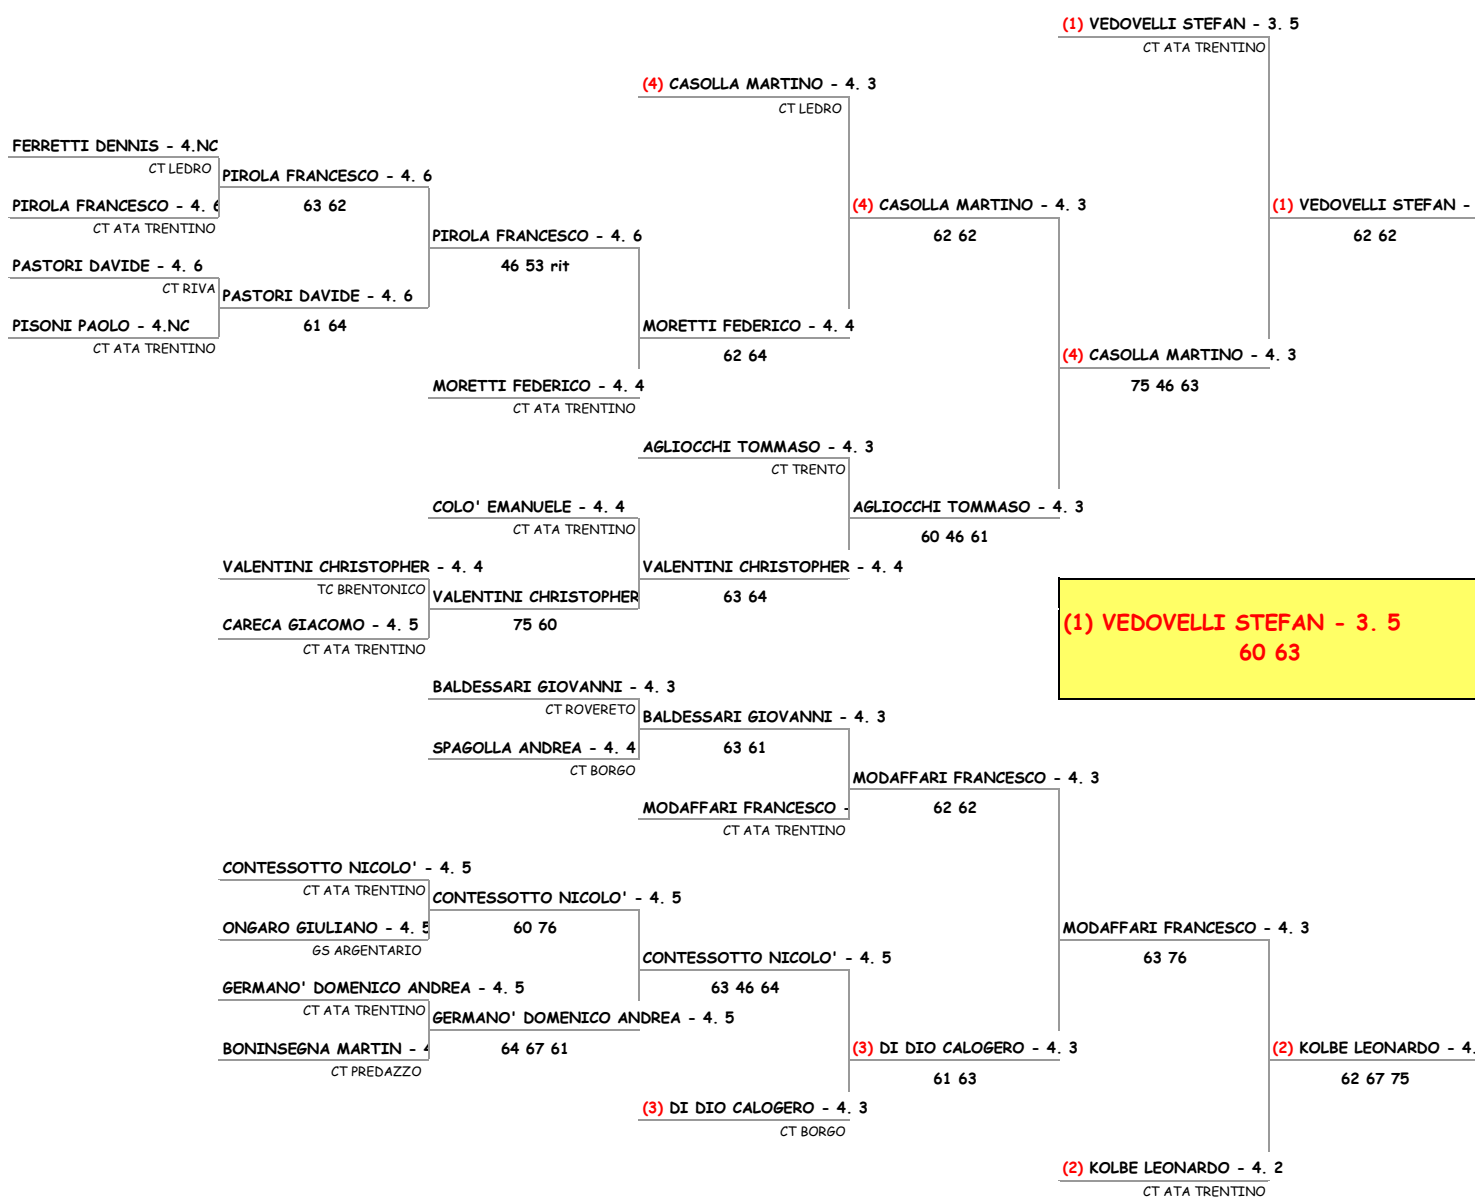 (1) VEDOVELLI STEFAN - 3. 5
CT ATA TRENTINO
(4) CASOLLA MARTINO - 4. 3
CT LEDRO
FERRETTI DENNIS - 4.NC
CT LEDRO
PIROLA FRANCESCO - 4. 6
PIROLA FRANCESCO - 4. 6
63 62
(4) CASOLLA MARTINO - 4. 3
(1) VEDOVELLI STEFAN -
CT ATA TRENTINO
PIROLA FRANCESCO - 4. 6
62 62
62 62
PASTORI DAVIDE - 4. 6
46 53 rit
CT RIVA
PASTORI DAVIDE - 4. 6
PISONI PAOLO - 4.NC
61 64
MORETTI FEDERICO - 4. 4
CT ATA TRENTINO
62 64
(4) CASOLLA MARTINO - 4. 3
MORETTI FEDERICO - 4. 4
75 46 63
CT ATA TRENTINO
AGLIOCCHI TOMMASO - 4. 3
CT TRENTO
COLO' EMANUELE - 4. 4
AGLIOCCHI TOMMASO - 4. 3
CT ATA TRENTINO
60 46 61
VALENTINI CHRISTOPHER - 4. 4
VALENTINI CHRISTOPHER - 4. 4
TC BRENTONICO
VALENTINI CHRISTOPHER
63 64
CARECA GIACOMO - 4. 5
75 60
(1) VEDOVELLI STEFAN - 3. 5
CT ATA TRENTINO
60 63
BALDESSARI GIOVANNI - 4. 3
CT ROVERETO
BALDESSARI GIOVANNI - 4. 3
SPAGOLLA ANDREA - 4. 4
63 61
CT BORGO
MODAFFARI FRANCESCO - 4. 3
MODAFFARI FRANCESCO -
62 62
CT ATA TRENTINO
CONTESSOTTO NICOLO' - 4. 5
CT ATA TRENTINO
CONTESSOTTO NICOLO' - 4. 5
ONGARO GIULIANO - 4. 5
60 76
MODAFFARI FRANCESCO - 4. 3
GS ARGENTARIO
CONTESSOTTO NICOLO' - 4. 5
63 76
GERMANO' DOMENICO ANDREA - 4. 5
63 46 64
CT ATA TRENTINO
GERMANO' DOMENICO ANDREA - 4. 5
BONINSEGNA MARTIN -
64 67 61
(3) DI DIO CALOGERO - 4. 3
(2) KOLBE LEONARDO - 4.
CT PREDAZZO
61 63
62 67 75
(3) DI DIO CALOGERO - 4. 3
CT BORGO
(2) KOLBE LEONARDO - 4. 2
CT ATA TRENTINO